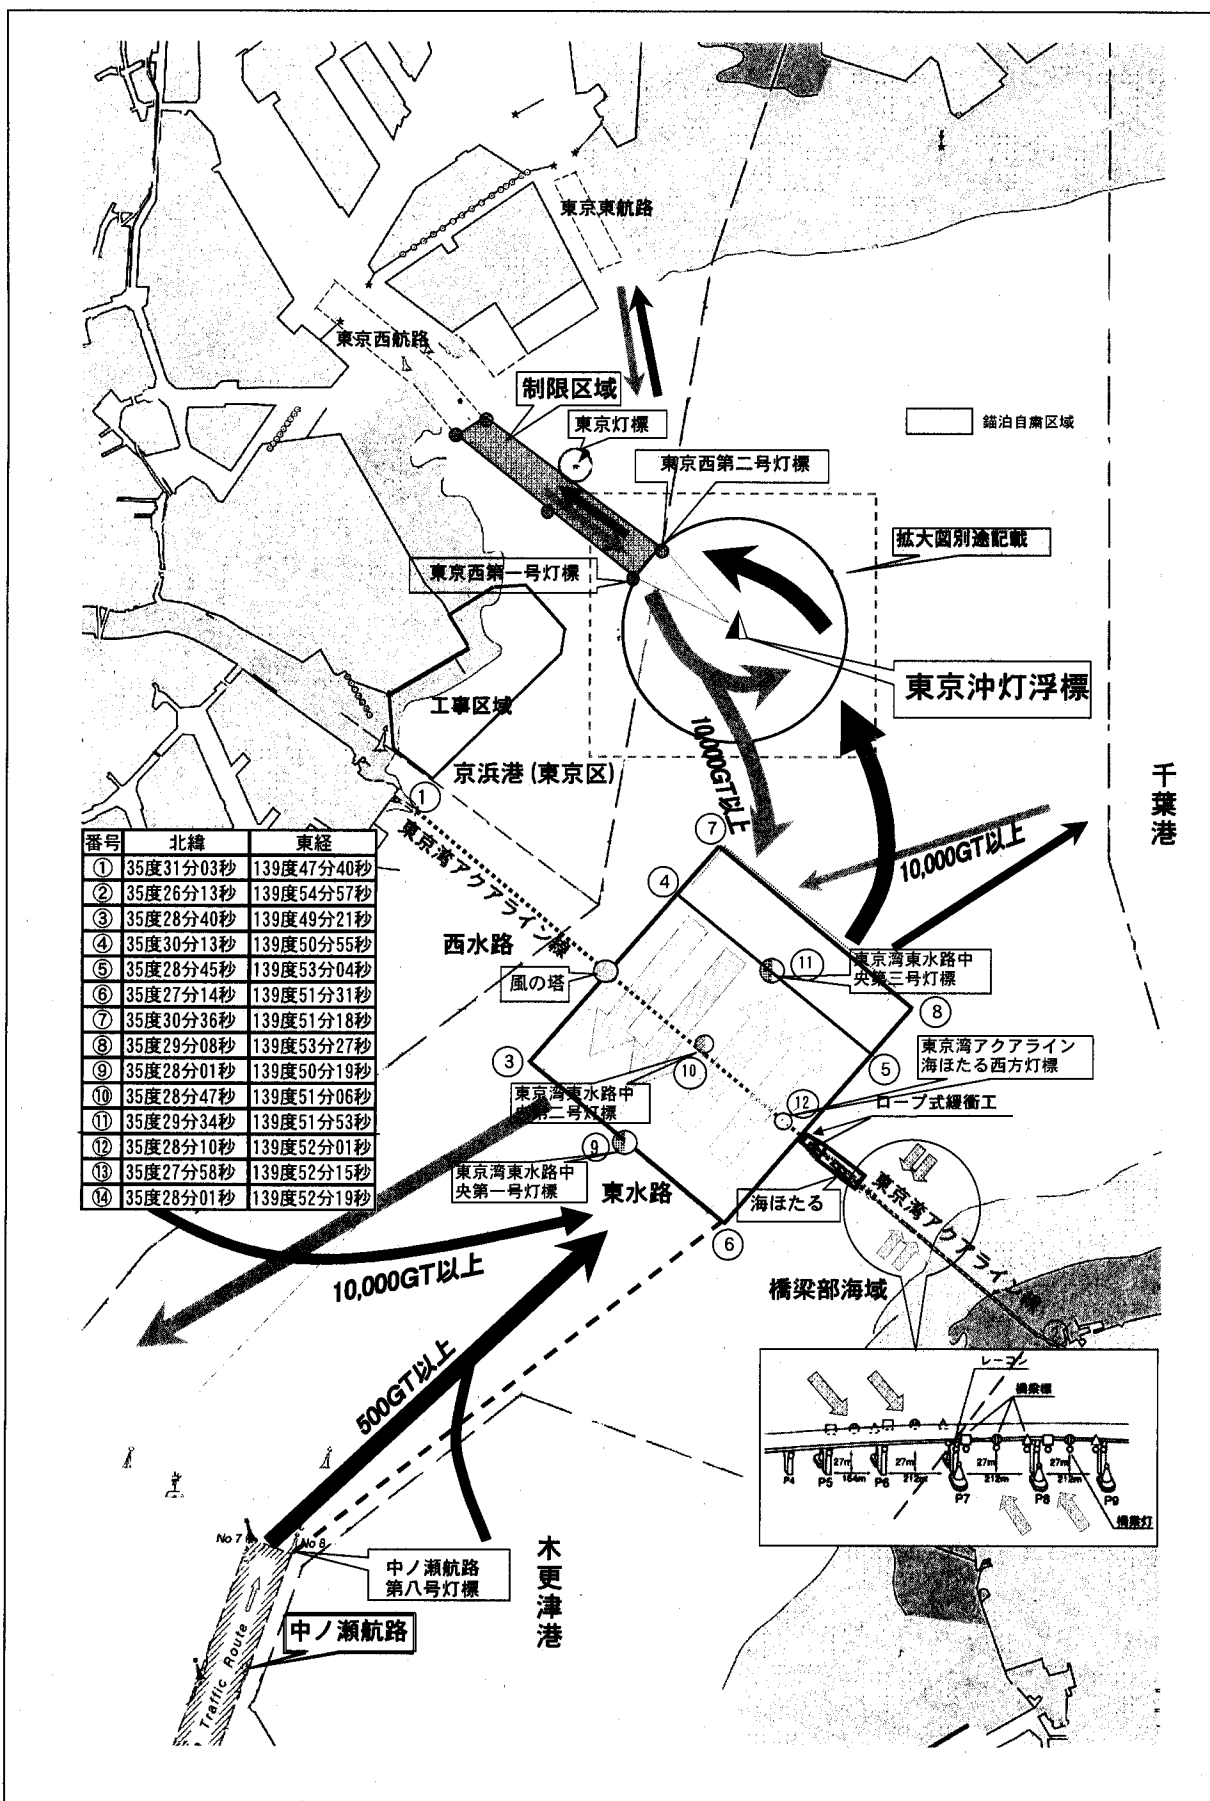 東京東航路
東京西航路
制限区域
東京灯標
東京西第二号灯標
錨泊自粛区域
拡大図別途記載
東京西第一号灯標
東京沖灯浮標
工事区域
10,000GT以上
京浜港(東京区)
千葉港
①
⑦
東京湾アクアライン線
10,000GT以上
④
番号 北緯 東経
① 35度31分03秒 139度47分40秒
② 35度26分13秒 139度54分57秒
③ 35度28分40秒 139度49分21秒
④ 35度30分13秒 139度50分55秒
⑤ 35度28分45秒 139度53分04秒
⑥ 35度27分14秒 139度51分31秒
⑦ 35度30分36秒 139度51分18秒
⑧ 35度29分08秒 139度53分27秒
⑨ 35度28分01秒 139度50分19秒
⑩ 35度28分47秒 139度51分06秒
⑪ 35度29分34秒 139度51分53秒
⑫ 35度28分10秒 139度52分01秒
⑬ 35度27分58秒 139度52分15秒
⑭ 35度28分01秒 139度52分19秒
西水路
風の塔
⑪
東京湾東水路中
央第三号灯標
⑧
③
⑩
⑤
東京湾アクアライン
海ほたる西方灯標
東京湾東水路中
央第二号灯標
⑫
ロープ式緩衝工
⑨
東京湾東水路中
央第一号灯標
東水路
海ほたる
東京湾アクアライン線
⑥
橋梁部海域
10,000GT以上
②
500GT以上
レーコン
橋梁標
27m 27m 27m 27m
164m 212m 212m 212m
P4 P5 P6 P7 P8 P9
橋梁灯
No 7
No 8
中ノ瀬航路
第八号灯標
木更津港
中ノ瀬航路
Traffic Route